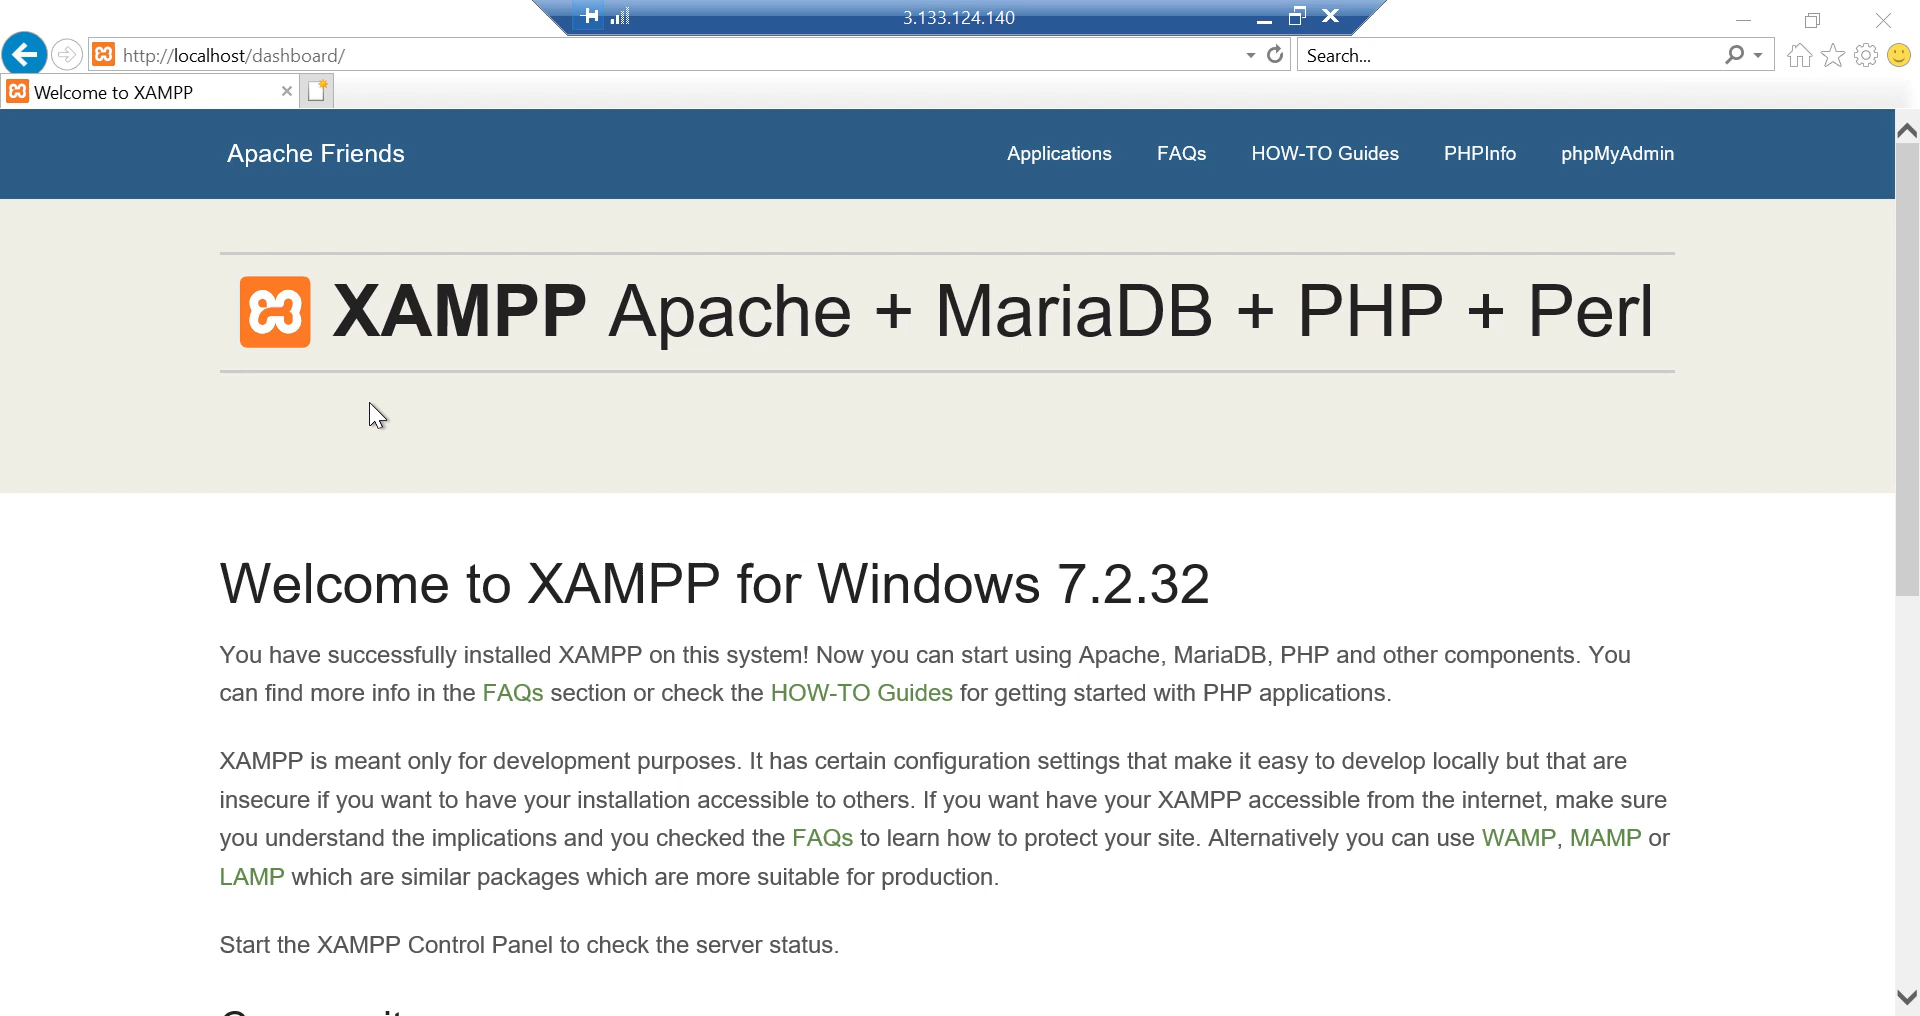 3.133.124.140
http://localhost/dashboard/
Search...
Welcome to XAMPP
Apache Friends
Applications
FAQs
HOW-TO Guides
PHPInfo
phpMyAdmin
XAMPP Apache + MariaDB + PHP + Perl
Welcome to XAMPP for Windows 7.2.32
You have successfully installed XAMPP on this system! Now you can start using Apache, MariaDB, PHP and other components. You
can find more info in the FAQs section or check the HOW-TO Guides for getting started with PHP applications.
XAMPP is meant only for development purposes. It has certain configuration settings that make it easy to develop locally but that are
insecure if you want to have your installation accessible to others. If you want have your XAMPP accessible from the internet, make sure
you understand the implications and you checked the FAQs to learn how to protect your site. Alternatively you can use WAMP, MAMP or
LAMP which are similar packages which are more suitable for production.
Start the XAMPP Control Panel to check the server status.